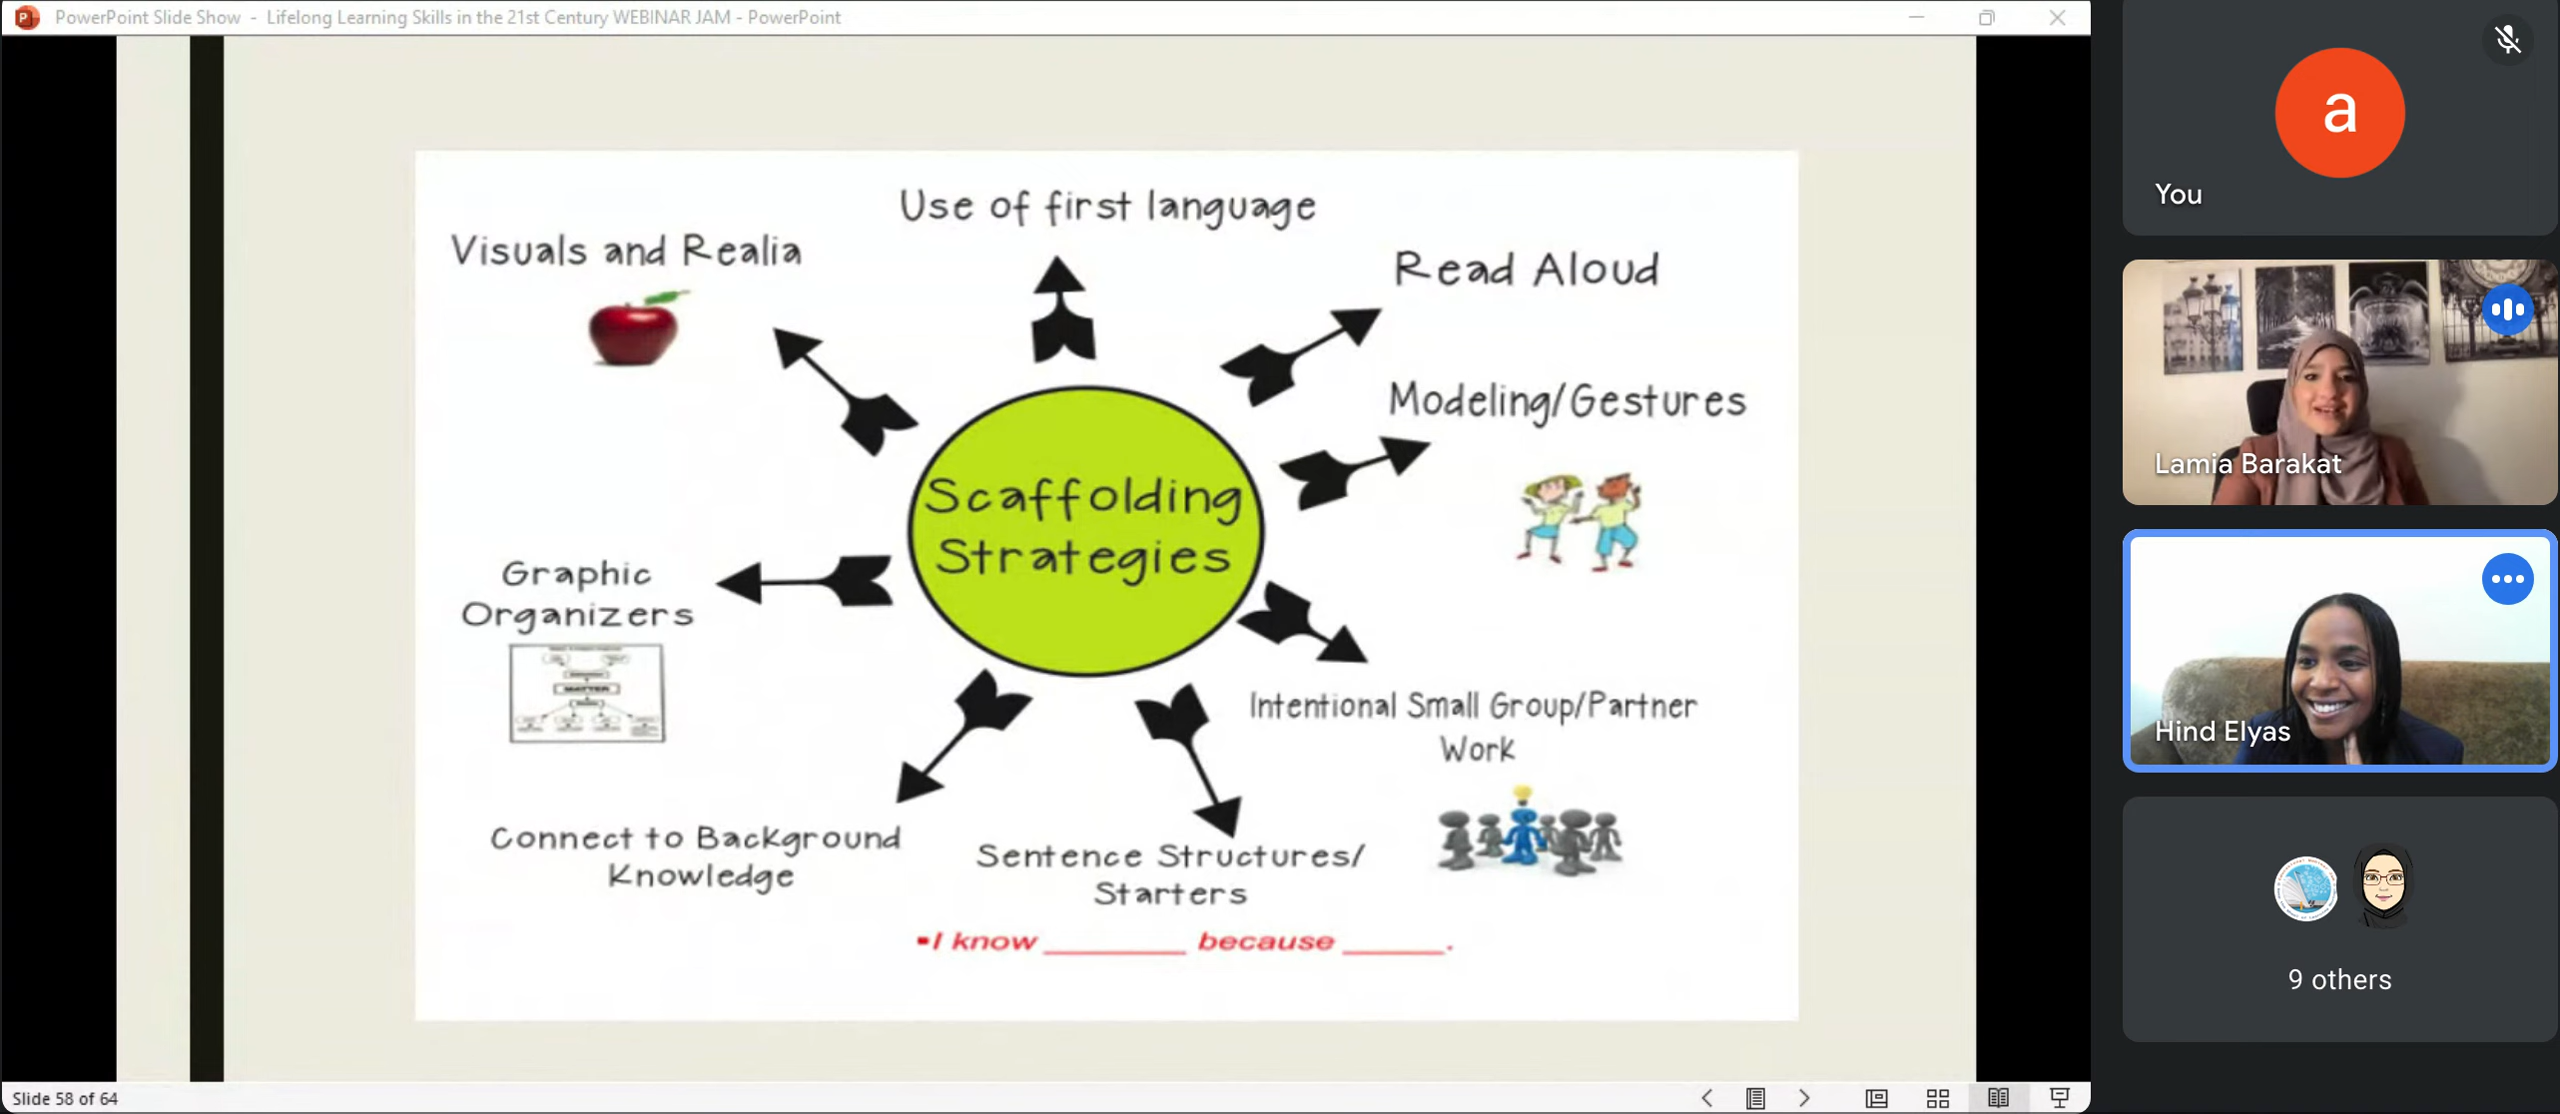 PowerPoint Slide Show - Lifelong Learning Skills in the 21st Century WEBINAR JAM - PowerPoint
Use of first language
Visuals and Realia
Read Aloud
Modeling/Gestures
Scaffolding
Strategies
Graphic
Organizers
MATTER
Intentional Small Group/Partner
Work
Connect to Background
Knowledge
Sentence Structures/
Starters
▪I know ________ because ______.
Slide 58 of 64
a
You
Lamia Barakat
Hind Elyas
9 others